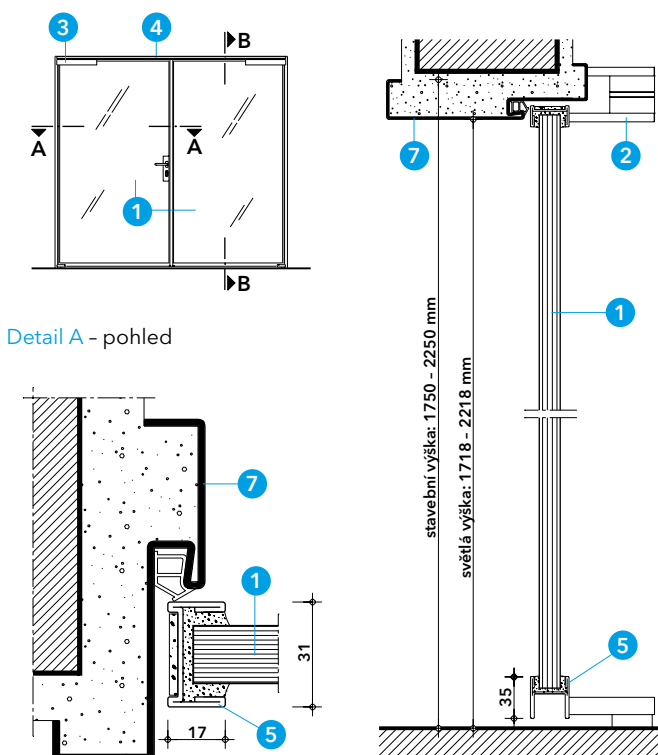 3
4
B
A
A
1
B
Detail A – pohled
7
1
31
17
5
7
2
1
stavební výška: 1750 – 2250 mm
světlá výška: 1718 – 2218 mm
5
35